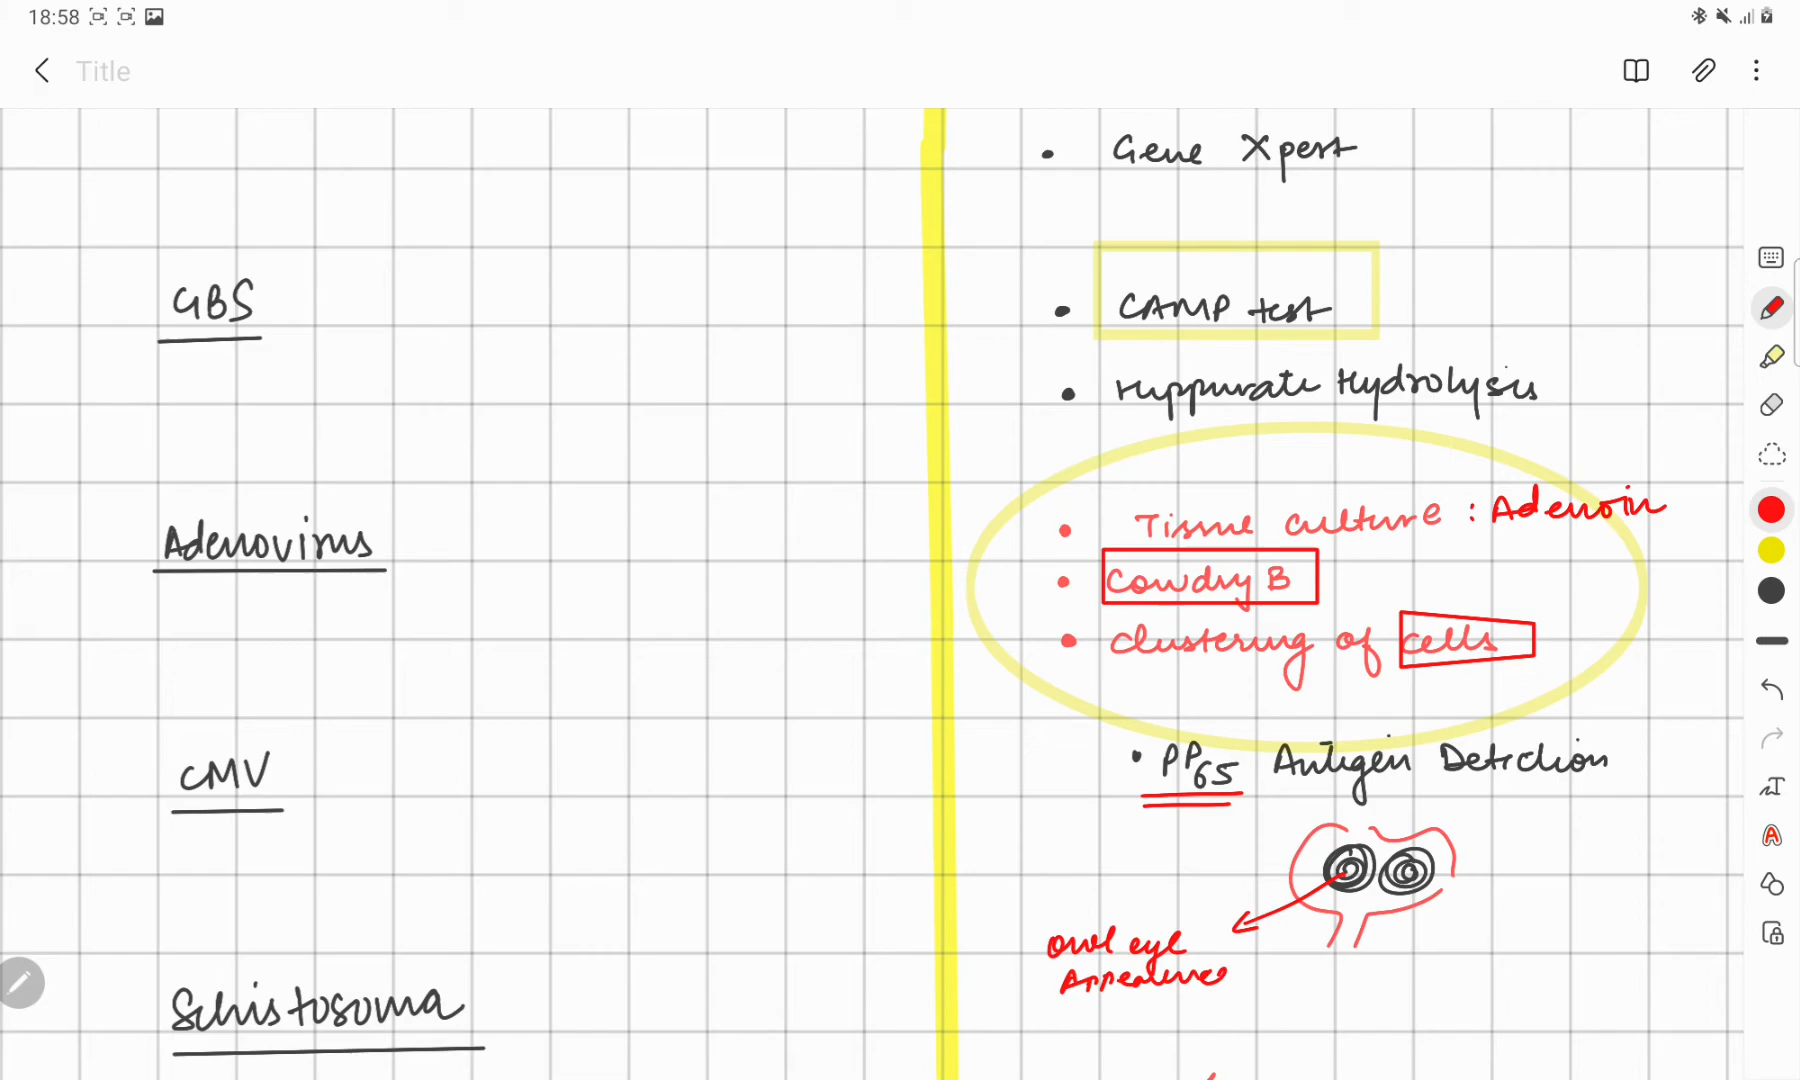 18:58
Title
• Gene Xpert
GBS
• CAMP test
• Hippurate Hydrolysis
Adenovirus
• Tissue culture : Adenoin
• Cowdry B
• clustering of cells
CMV
• PP65 Antigen Detection
owl eye
Appearance
Schistosoma